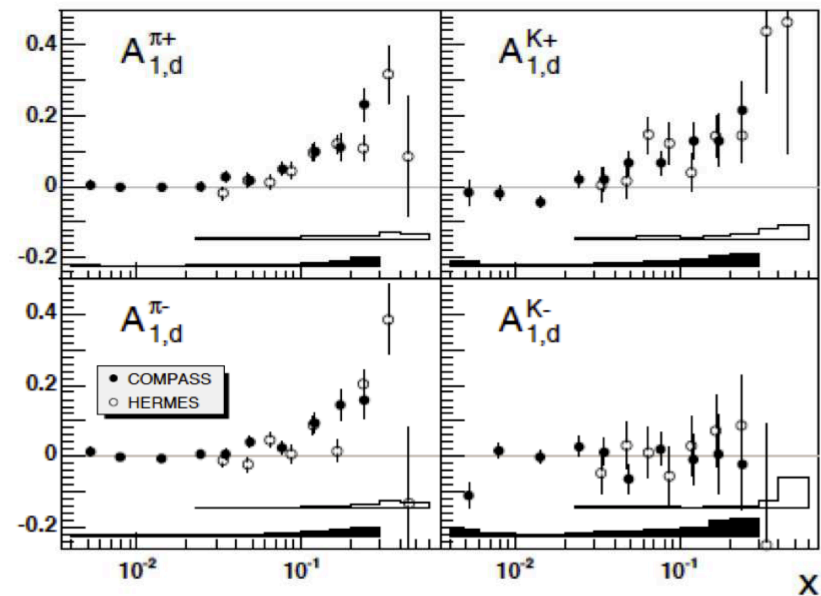 0.4
0.2
0
-0.2
A^{π+}_{1,d}
A^{K+}_{1,d}
0.4
0.2
0
-0.2
A^{π-}_{1,d}
A^{K-}_{1,d}
COMPASS
HERMES
10^{-2} 10^{-1} 10^{-2} 10^{-1}
x